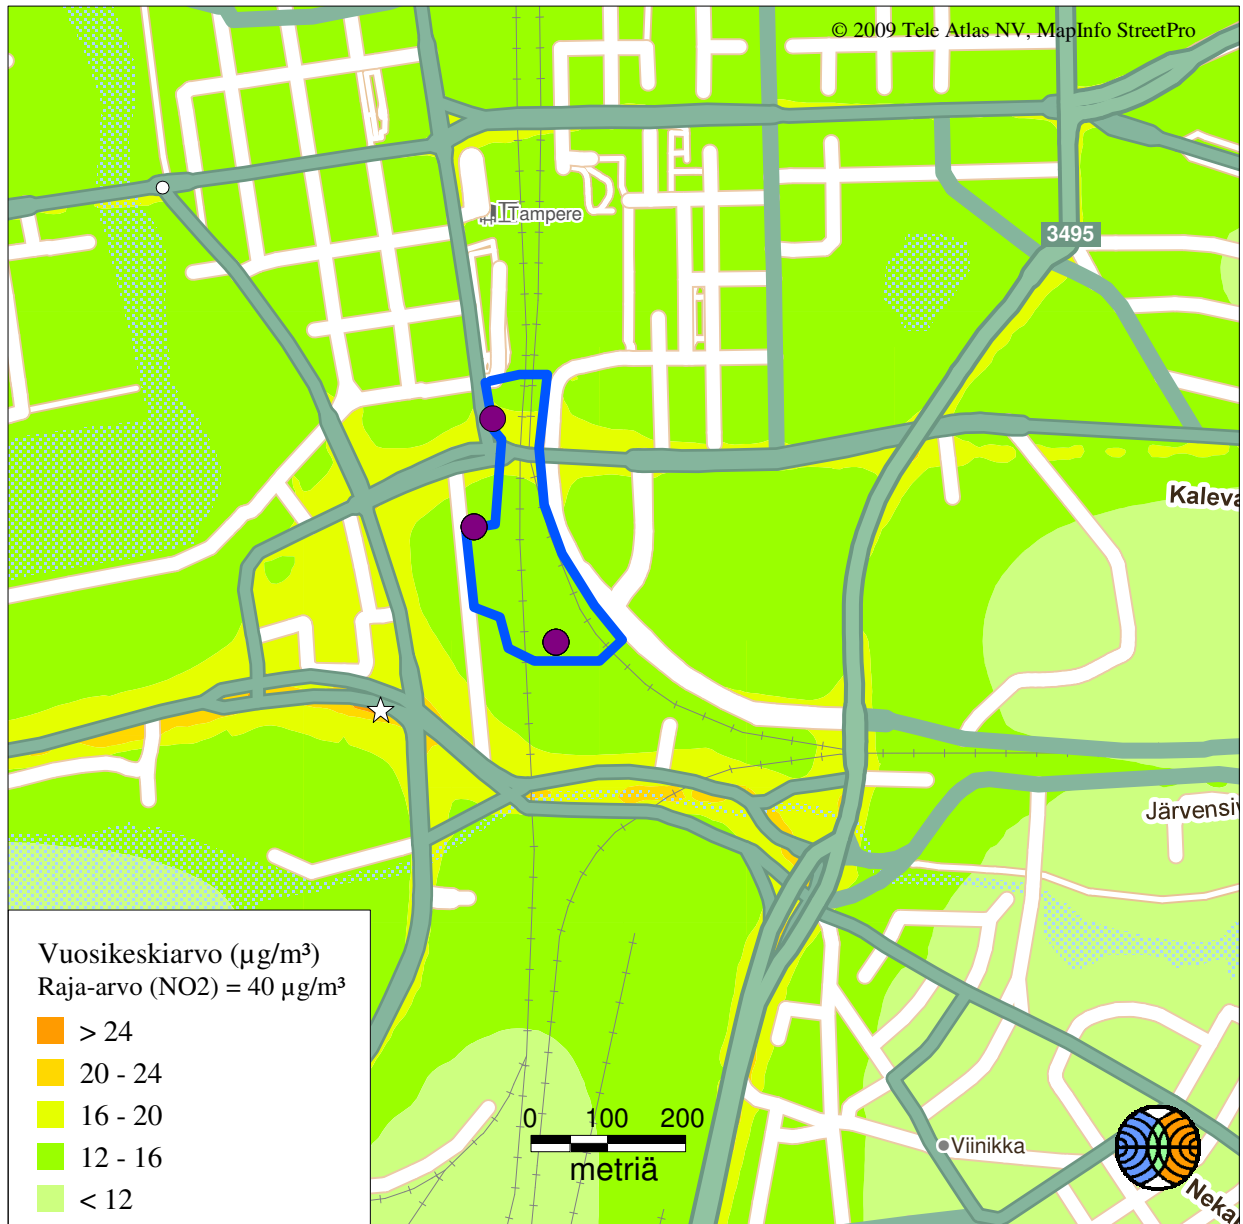 © 2009 Tele Atlas NV, MapInfo StreetPro
Tampere
3495
Kaleva
Järvensi
Vuosikeskiarvo (µg/m³)
Raja-arvo (NO2) = 40 µg/m³
> 24
20 - 24
16 - 20
12 - 16
< 12
0 100 200
metriä
Viinikka
Neka